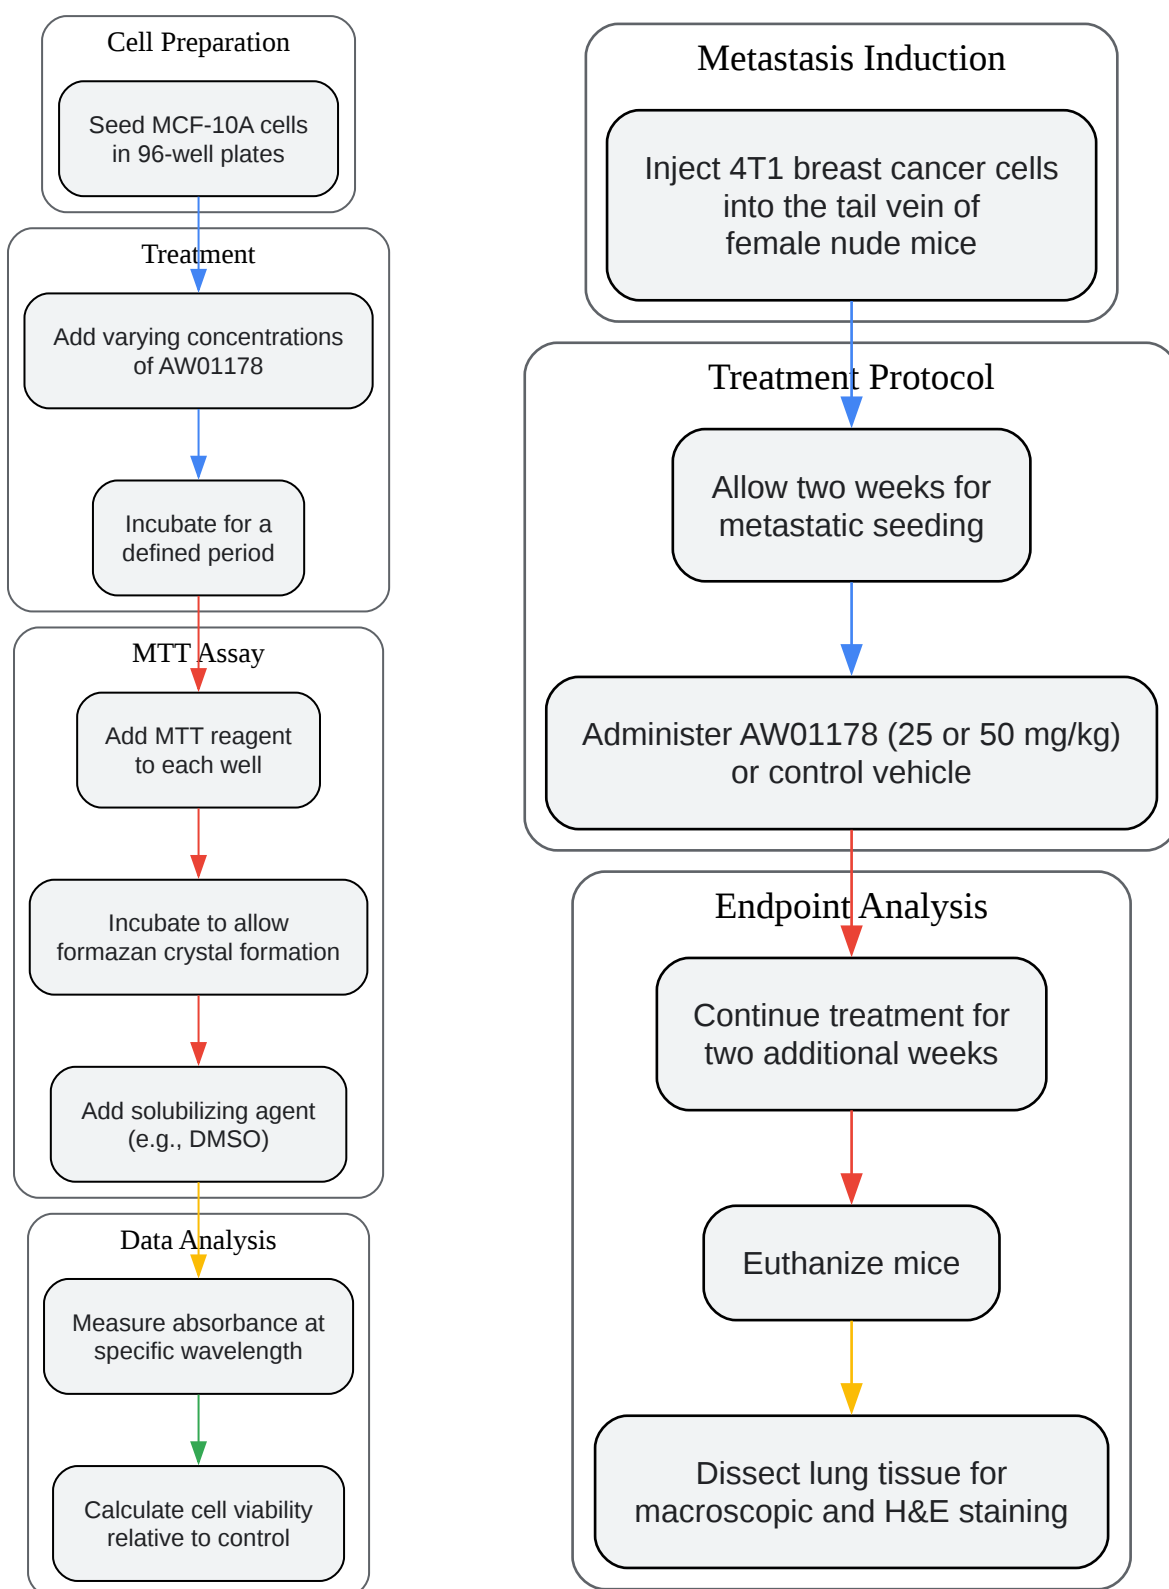 Cell Preparation
Seed MCF-10A cells
in 96-well plates
Treatment
Add varying concentrations
of AW01178
Incubate for a
defined period
MTT Assay
Add MTT reagent
to each well
Incubate to allow
formazan crystal formation
Add solubilizing agent
(e.g., DMSO)
Data Analysis
Measure absorbance at
specific wavelength
Calculate cell viability
relative to control
Metastasis Induction
Inject 4T1 breast cancer cells
into the tail vein of
female nude mice
Treatment Protocol
Allow two weeks for
metastatic seeding
Administer AW01178 (25 or 50 mg/kg)
or control vehicle
Endpoint Analysis
Continue treatment for
two additional weeks
Euthanize mice
Dissect lung tissue for
macroscopic and H&E staining